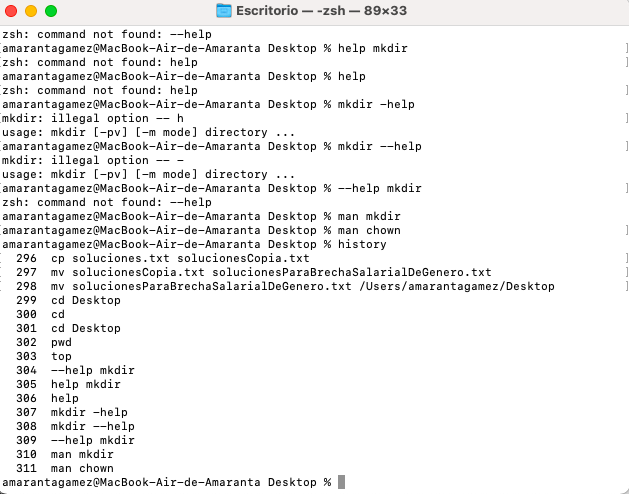 Escritorio — -zsh — 89×33
zsh: command not found: --help
[amarantagamez@MacBook-Air-de-Amaranta Desktop % help mkdir ]
zsh: command not found: help
[amarantagamez@MacBook-Air-de-Amaranta Desktop % help ]
zsh: command not found: help
[amarantagamez@MacBook-Air-de-Amaranta Desktop % mkdir -help ]
mkdir: illegal option -- h
usage: mkdir [-pv] [-m mode] directory ...
[amarantagamez@MacBook-Air-de-Amaranta Desktop % mkdir --help ]
mkdir: illegal option -- -
usage: mkdir [-pv] [-m mode] directory ...
[amarantagamez@MacBook-Air-de-Amaranta Desktop % --help mkdir ]
zsh: command not found: --help
[amarantagamez@MacBook-Air-de-Amaranta Desktop % man mkdir ]
[amarantagamez@MacBook-Air-de-Amaranta Desktop % man chown ]
[amarantagamez@MacBook-Air-de-Amaranta Desktop % history ]
296 cp soluciones.txt solucionesCopia.txt
297 mv solucionesCopia.txt solucionesParaBrechaSalarialDeGenero.txt
298 mv solucionesParaBrechaSalarialDeGenero.txt /Users/amarantagamez/Desktop
299 cd Desktop
300 cd
301 cd Desktop
302 pwd
303 top
304 --help mkdir
305 help mkdir
306 help
307 mkdir -help
308 mkdir --help
309 --help mkdir
310 man mkdir
311 man chown
amarantagamez@MacBook-Air-de-Amaranta Desktop %